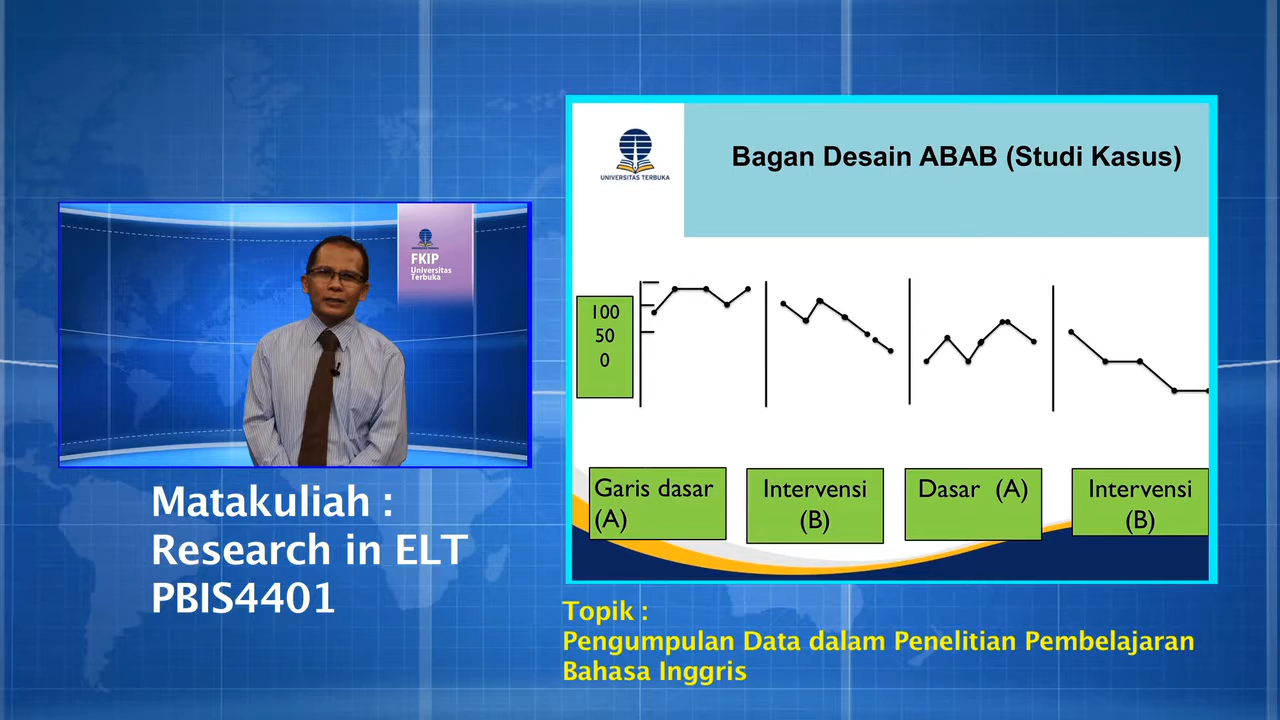 UNIVERSITAS TERBUKA
Bagan Desain ABAB (Studi Kasus)
FKIP
Universitas
Terbuka
100
50
0
Garis dasar
(A)
Intervensi
(B)
Dasar (A)
Intervensi
(B)
Matakuliah :
Research in ELT
PBIS4401
Topik :
Pengumpulan Data dalam Penelitian Pembelajaran
Bahasa Inggris